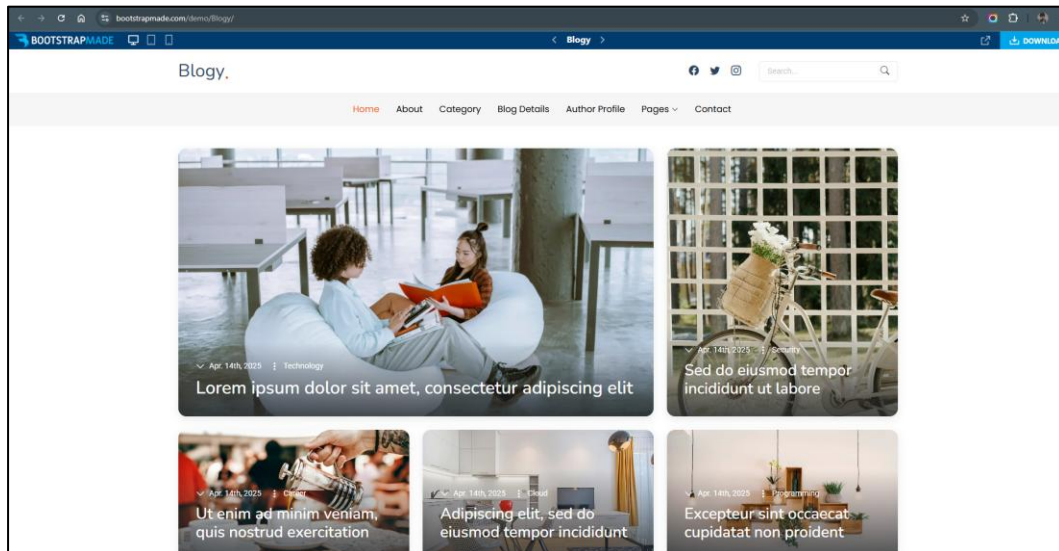 bootstrapmade.com/demo/Blogy/
BOOTSTRAPMADE
Blogy
Blogy.
Search...
Home About Category Blog Details Author Profile Pages Contact
Apr. 14th, 2025 Technology
Lorem ipsum dolor sit amet, consectetur adipiscing elit
Apr. 14th, 2025 Security
Sed do eiusmod tempor
incididunt ut labore
Apr. 14th, 2025 Career
Ut enim ad minim veniam,
quis nostrud exercitation
Apr. 14th, 2025 Cloud
Adipiscing elit, sed do
eiusmod tempor incididunt
Apr. 14th, 2025 Programming
Excepteur sint occaecat
cupidatat non proident